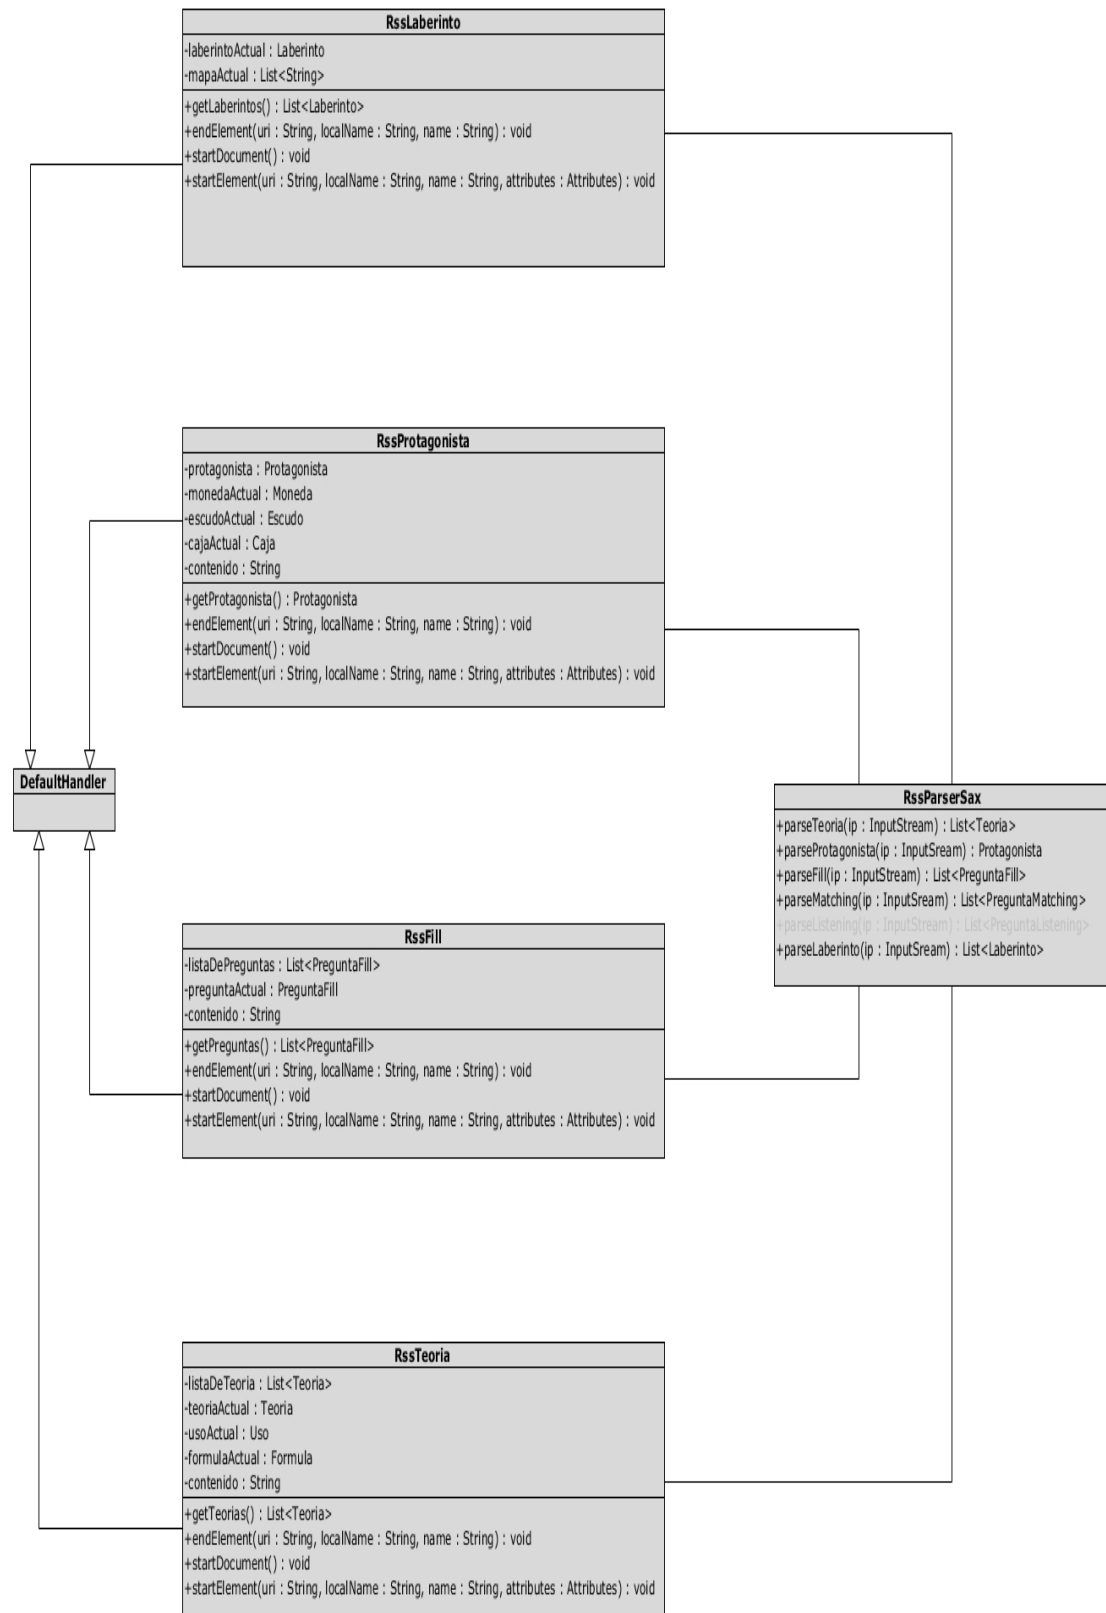 RssLaberinto
-laberintoActual : Laberinto
-mapaActual : List<String>
+getLaberintos() : List<Laberinto>
+endElement(uri : String, localName : String, name : String) : void
+startDocument() : void
+startElement(uri : String, localName : String, name : String, attributes : Attributes) : void
RssProtagonista
-protagonista : Protagonista
-monedaActual : Moneda
-escudoActual : Escudo
-cajaActual : Caja
-contenido : String
+getProtagonista() : Protagonista
+endElement(uri : String, localName : String, name : String) : void
+startDocument() : void
+startElement(uri : String, localName : String, name : String, attributes : Attributes) : void
DefaultHandler
RssParserSax
+parseTeoria(ip : InputStream) : List<Teoria>
+parseProtagonista(ip : InputSream) : Protagonista
+parseFill(ip : InputStream) : List<PreguntaFill>
+parseMatching(ip : InputSream) : List<PreguntaMatching>
+parseListening(ip : InputStream) : List<PreguntaListening>
+parseLaberinto(ip : InputSream) : List<Laberinto>
RssFill
-listaDePreguntas : List<PreguntaFill>
-preguntaActual : PreguntaFill
-contenido : String
+getPreguntas() : List<PreguntaFill>
+endElement(uri : String, localName : String, name : String) : void
+startDocument() : void
+startElement(uri : String, localName : String, name : String, attributes : Attributes) : void
RssTeoria
-listaDeTeoria : List<Teoria>
-teoriaActual : Teoria
-usoActual : Uso
-formulaActual : Formula
-contenido : String
+getTeorias() : List<Teoria>
+endElement(uri : String, localName : String, name : String) : void
+startDocument() : void
+startElement(uri : String, localName : String, name : String, attributes : Attributes) : void